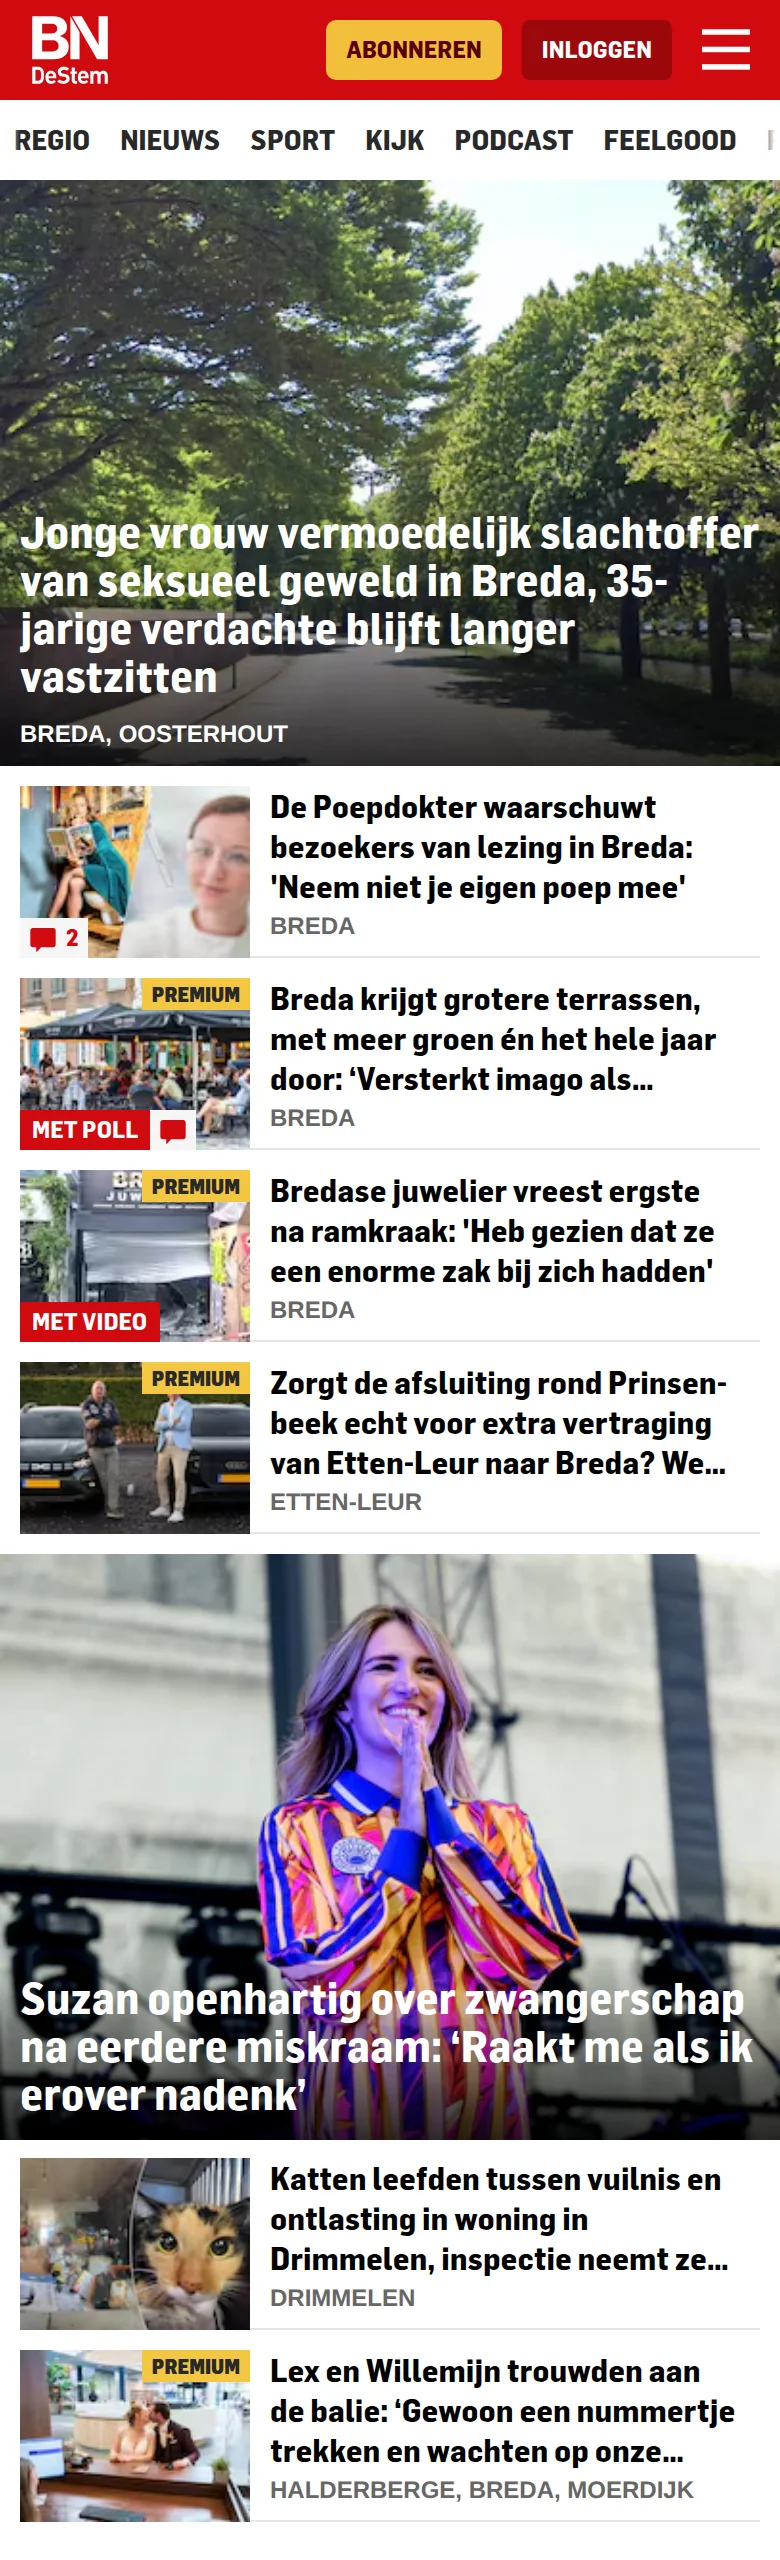 BN
DeStem
ABONNEREN
INLOGGEN
REGIO NIEUWS SPORT KIJK PODCAST FEELGOOD
Jonge vrouw vermoedelijk slachtoffer
van seksueel geweld in Breda, 35-
jarige verdachte blijft langer
vastzitten
BREDA, OOSTERHOUT
De Poepdokter waarschuwt
bezoekers van lezing in Breda:
'Neem niet je eigen poep mee'
BREDA
2
PREMIUM
Breda krijgt grotere terrassen,
met meer groen én het hele jaar
door: ‘Versterkt imago als...
BREDA
MET POLL
PREMIUM
Bredase juwelier vreest ergste
na ramkraak: 'Heb gezien dat ze
een enorme zak bij zich hadden'
BREDA
MET VIDEO
PREMIUM
Zorgt de afsluiting rond Prinsen-
beek echt voor extra vertraging
van Etten-Leur naar Breda? We...
ETTEN-LEUR
Suzan openhartig over zwangerschap
na eerdere miskraam: ‘Raakt me als ik
erover nadenk’
Katten leefden tussen vuilnis en
ontlasting in woning in
Drimmelen, inspectie neemt ze...
DRIMMELEN
PREMIUM
Lex en Willemijn trouwden aan
de balie: ‘Gewoon een nummertje
trekken en wachten op onze...
HALDERBERGE, BREDA, MOERDIJK